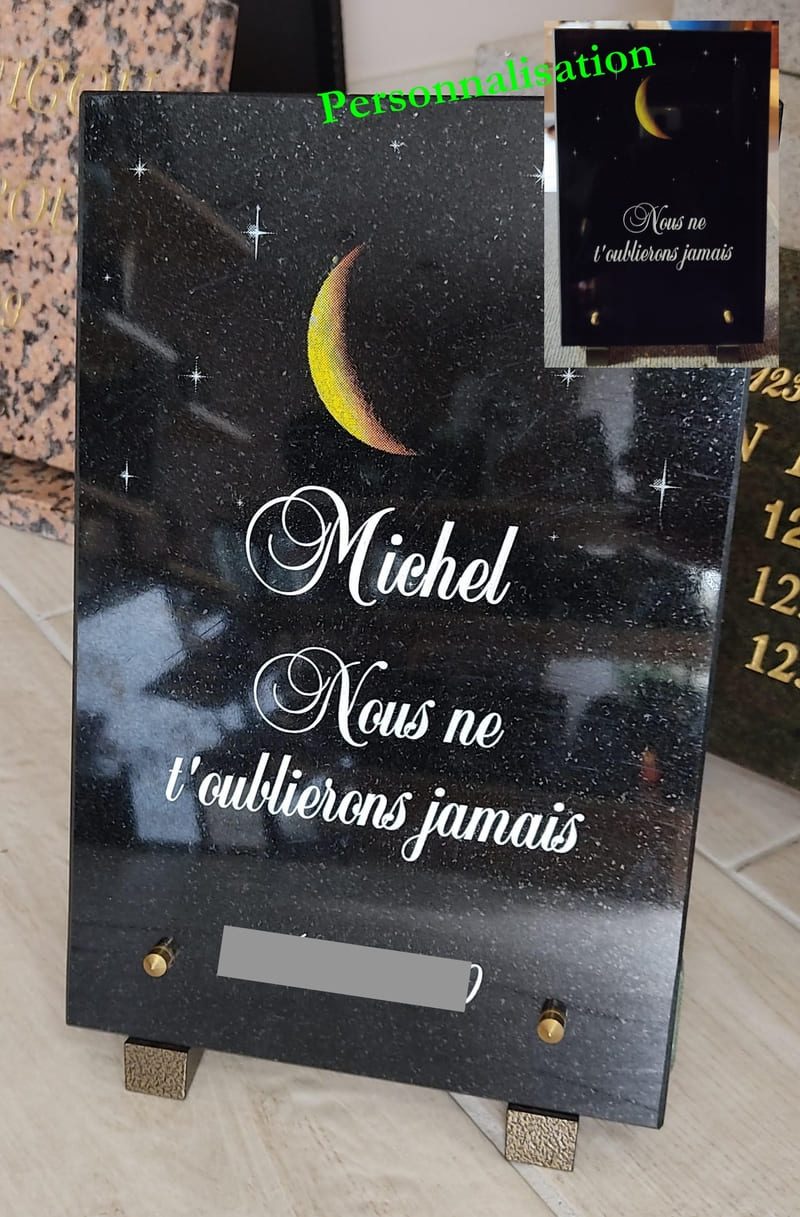 Personnalisation
Nous ne
t'oublierons jamais
Michel
Nous ne
t'oublierons jamais